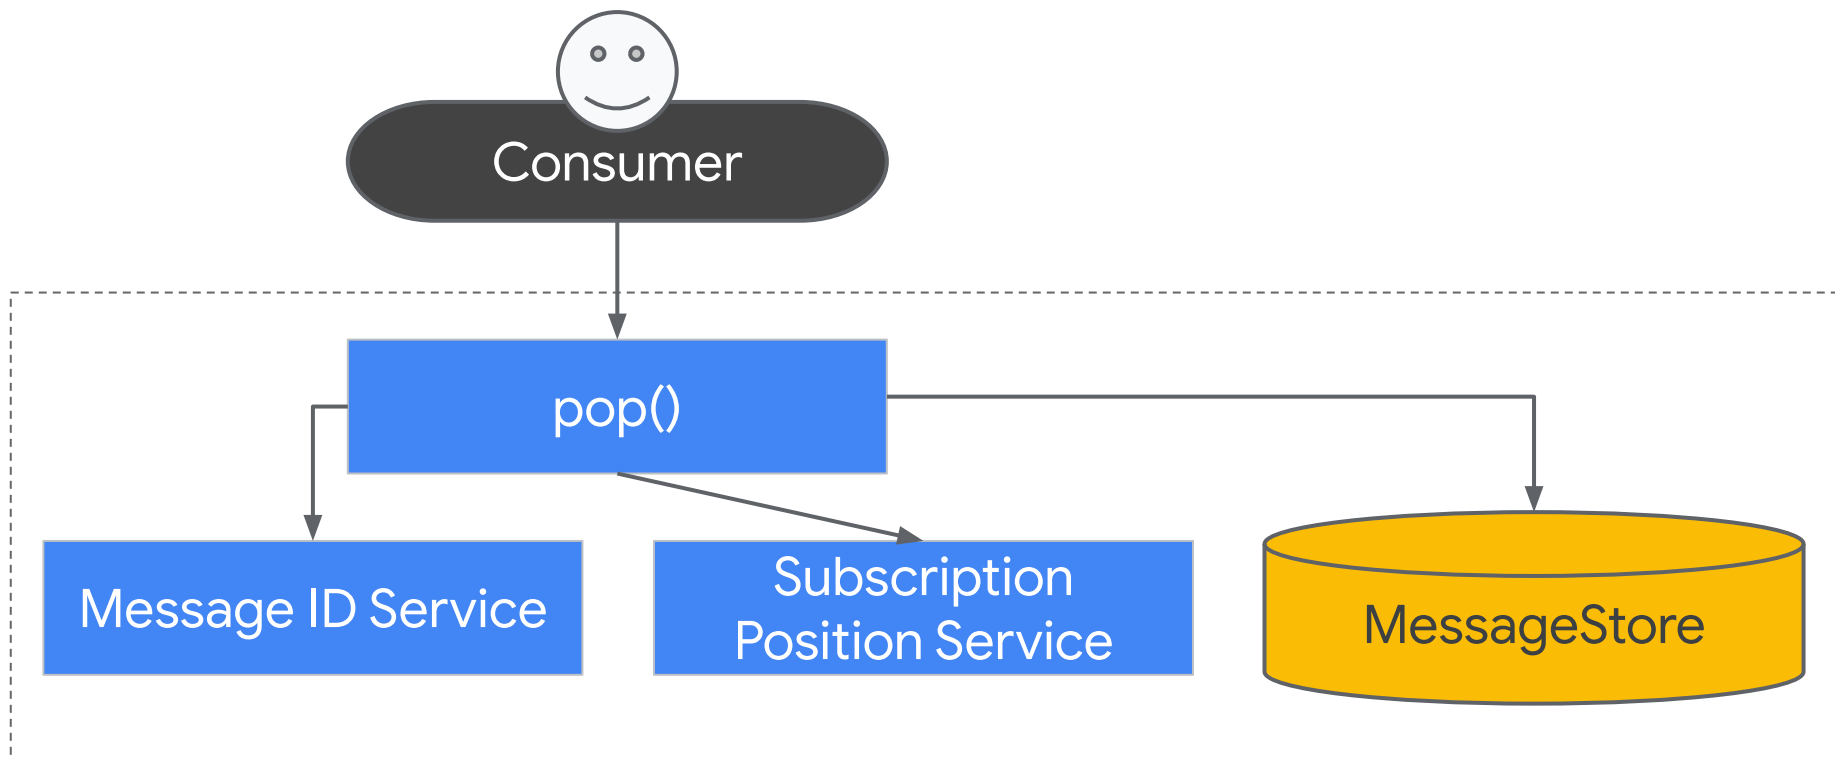 Consumer
pop()
Message ID Service
Subscription
Position Service
MessageStore